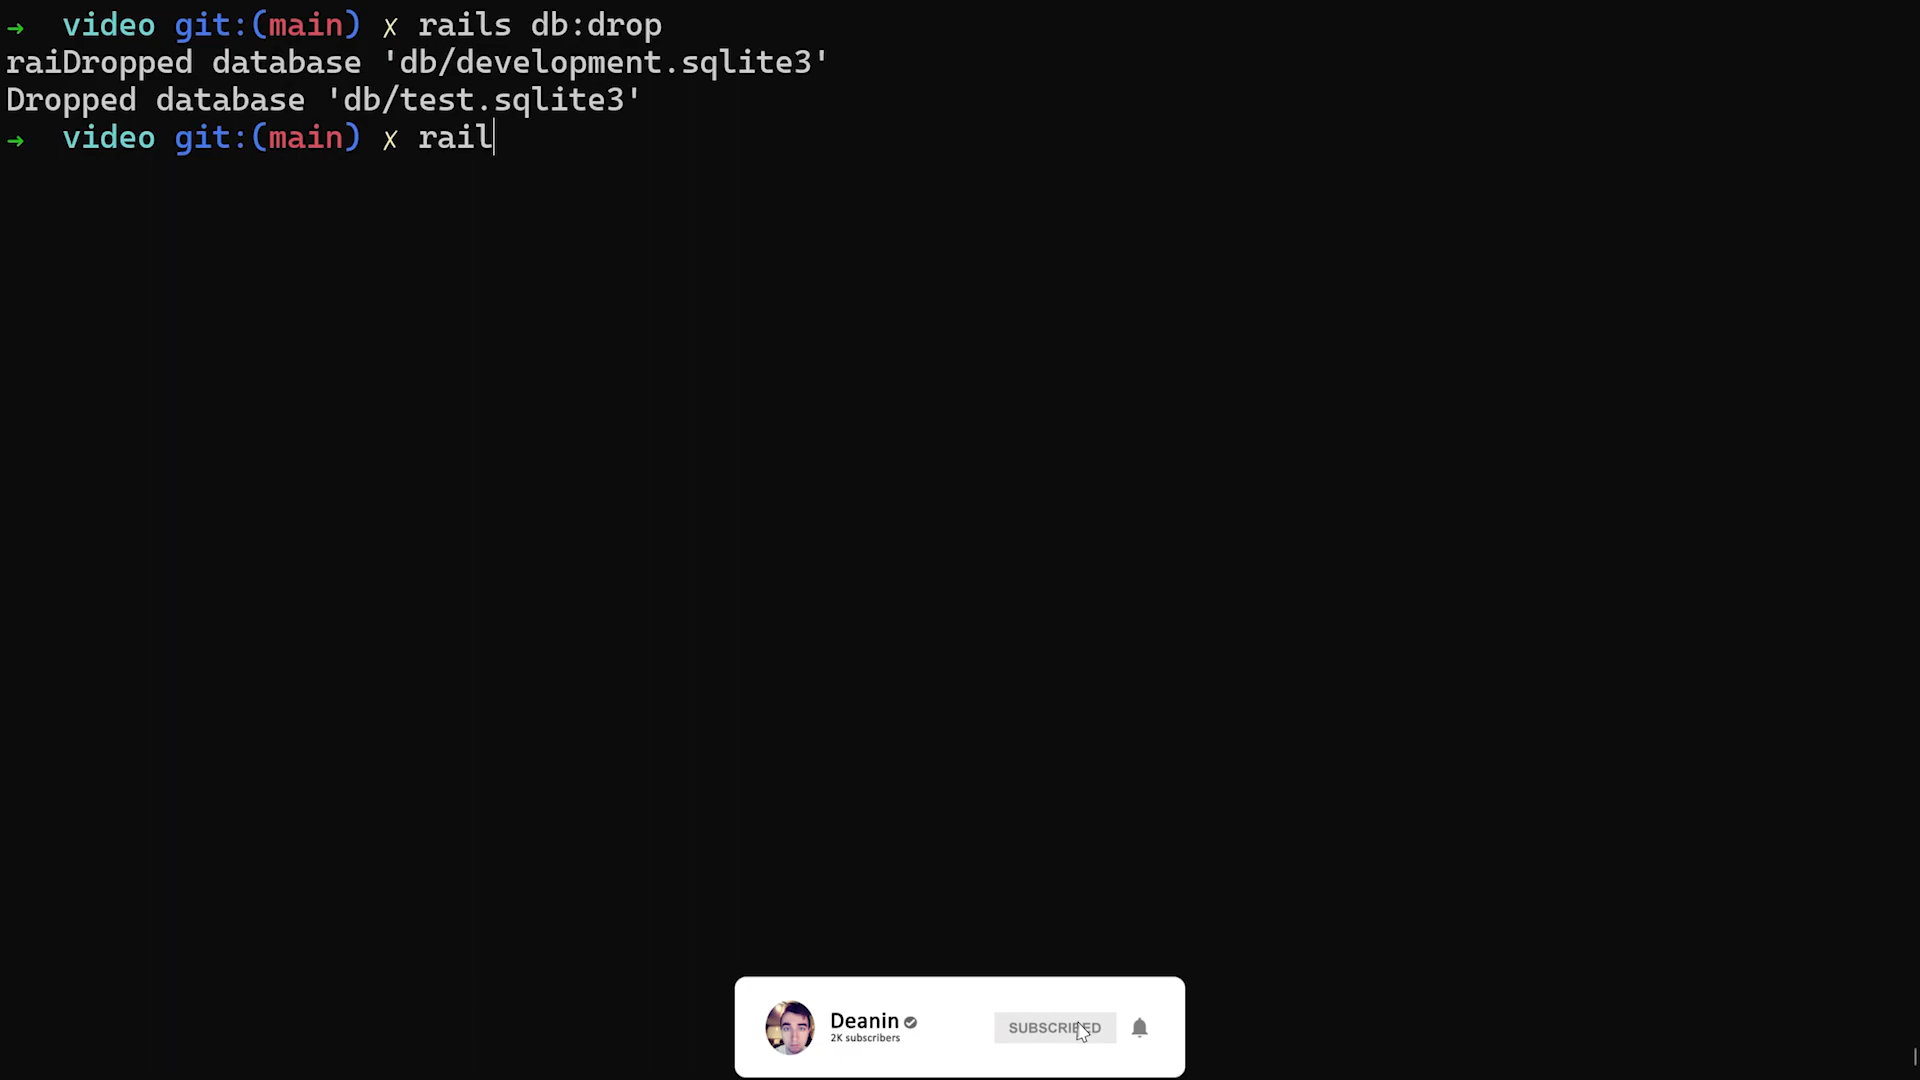 → video git:(main) ✗ rails db:drop
raiDropped database 'db/development.sqlite3'
Dropped database 'db/test.sqlite3'
→ video git:(main) ✗ rail
Deanin
2K subscribers
SUBSCRIBED